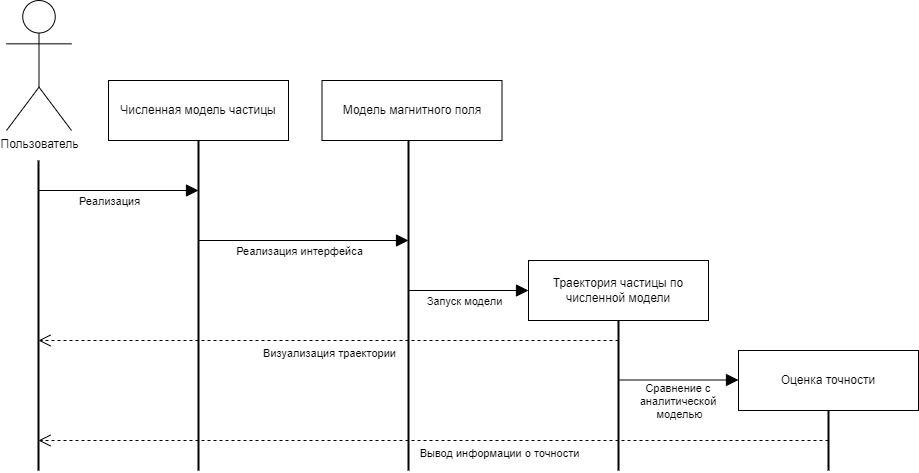 Численная модель частицы
Модель магнитного поля
Пользователь
Реализация
Реализация интерфейса
Траектория частицы по
численной модели
Запуск модели
Визуализация траектории
Оценка точности
Сравнение с
аналитической
моделью
Вывод информации о точности